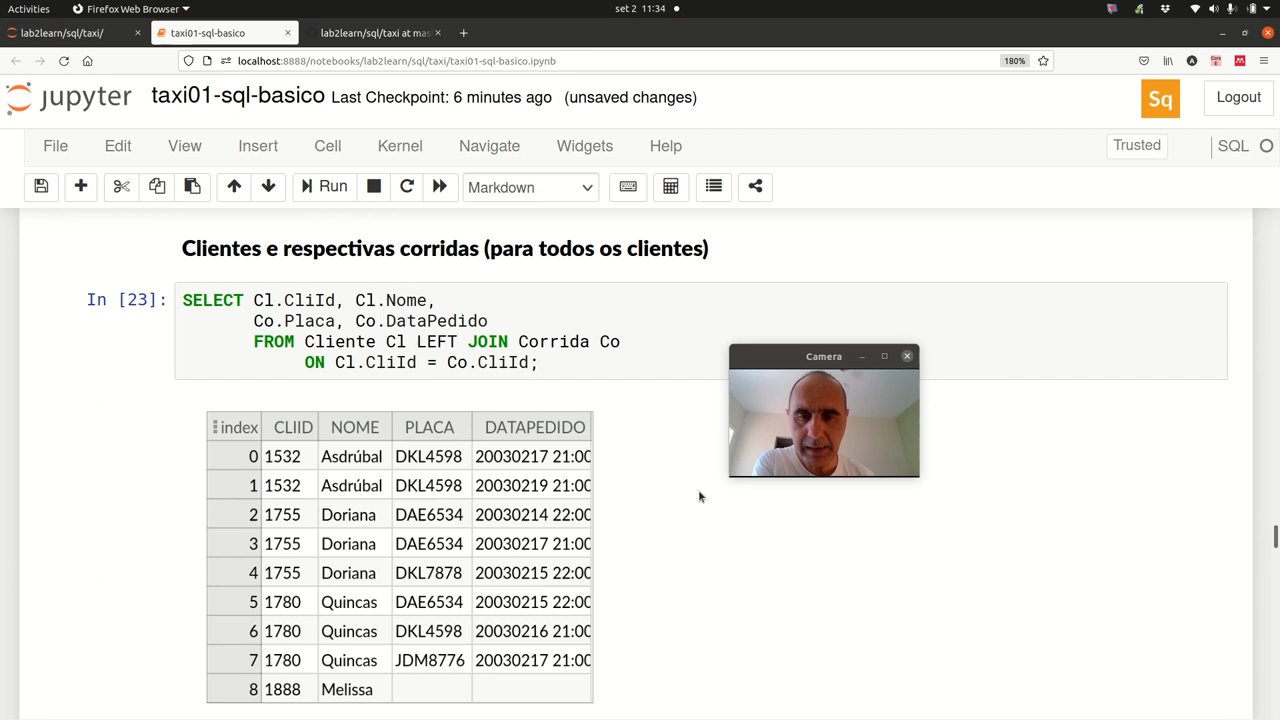 Activities Firefox Web Browser set 2 11:34
lab2learn/sql/taxi/ taxi01-sql-basico lab2learn/sql/taxi at mas
localhost:8888/notebooks/lab2learn/sql/taxi/taxi01-sql-basico.ipynb 180%
jupyter taxi01-sql-basico Last Checkpoint: 6 minutes ago (unsaved changes) Sq Logout
File Edit View Insert Cell Kernel Navigate Widgets Help Trusted SQL
Run Markdown
Clientes e respectivas corridas (para todos os clientes)
In [23]: SELECT Cl.CliId, Cl.Nome,
Co.Placa, Co.DataPedido
FROM Cliente Cl LEFT JOIN Corrida Co
ON Cl.CliId = Co.CliId;
Camera
index CLIID NOME PLACA DATAPEDIDO
0 1532 Asdrúbal DKL4598 20030217 21:00
1 1532 Asdrúbal DKL4598 20030219 21:00
2 1755 Doriana DAE6534 20030214 22:00
3 1755 Doriana DAE6534 20030217 21:00
4 1755 Doriana DKL7878 20030215 22:00
5 1780 Quincas DAE6534 20030215 22:00
6 1780 Quincas DKL4598 20030216 21:00
7 1780 Quincas JDM8776 20030217 21:00
8 1888 Melissa